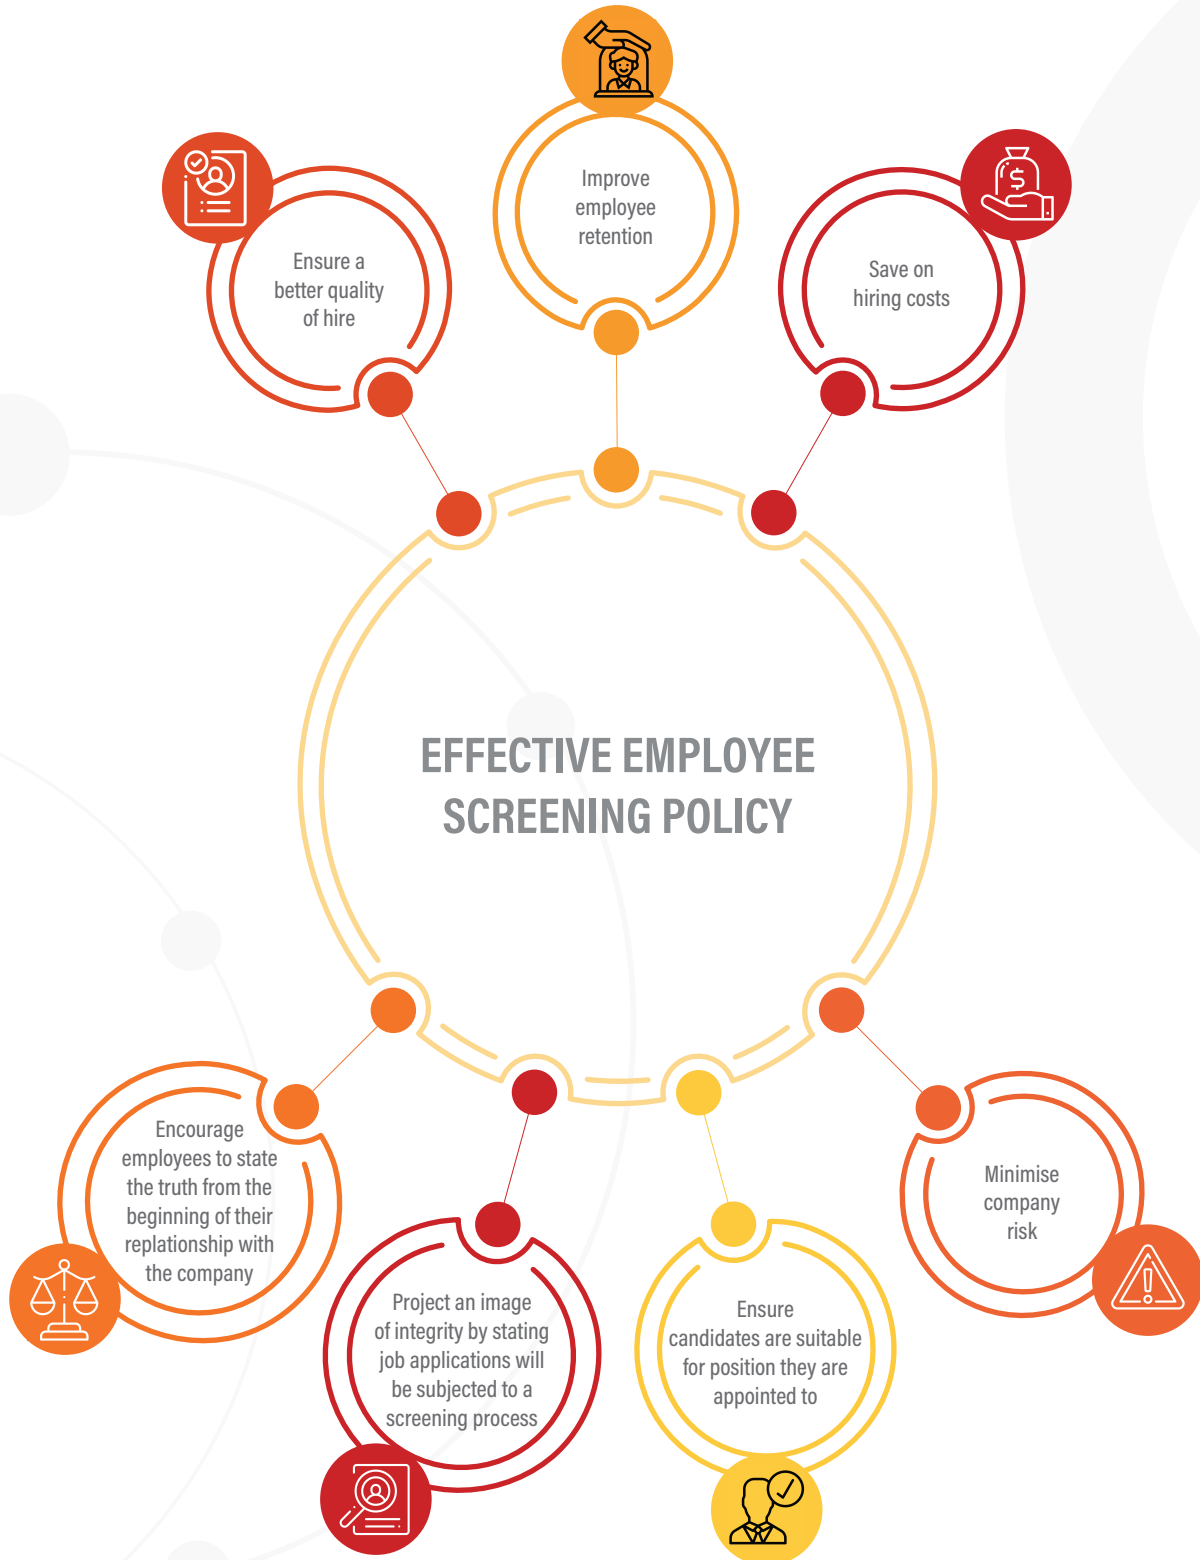 Improve
employee
retention
Ensure a
better quality
of hire
Save on
hiring costs
$
EFFECTIVE EMPLOYEE
SCREENING POLICY
Encourage
employees to state
the truth from the
beginning of their
replationship with
the company
Project an image
of integrity by stating
job applications will
be subjected to a
screening process
Ensure
candidates are suitable
for position they are
appointed to
Minimise
company
risk